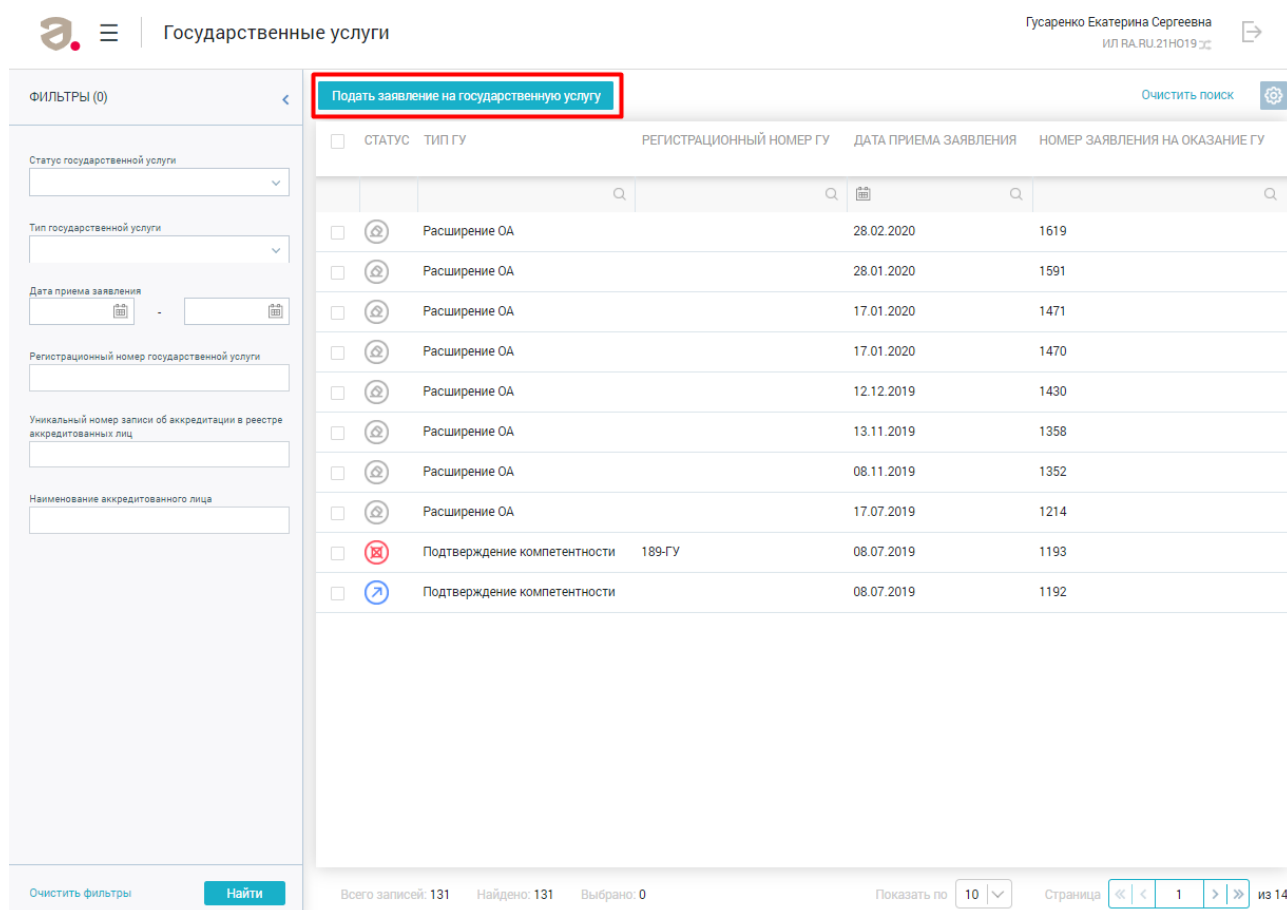 Государственные услуги
Гусаренко Екатерина Сергеевна
ИЛ RA.RU.21НО19
ФИЛЬТРЫ (0)
Статус государственной услуги
Тип государственной услуги
Дата приема заявления
-
Регистрационный номер государственной услуги
Уникальный номер записи об аккредитации в реестре
аккредитованных лиц
Наименование аккредитованного лица
Очистить фильтры Найти
Подать заявление на государственную услугу Очистить поиск
СТАТУС ТИП ГУ РЕГИСТРАЦИОННЫЙ НОМЕР ГУ ДАТА ПРИЕМА ЗАЯВЛЕНИЯ НОМЕР ЗАЯВЛЕНИЯ НА ОКАЗАНИЕ ГУ
Расширение ОА 28.02.2020 1619
Расширение ОА 28.01.2020 1591
Расширение ОА 17.01.2020 1471
Расширение ОА 17.01.2020 1470
Расширение ОА 12.12.2019 1430
Расширение ОА 13.11.2019 1358
Расширение ОА 08.11.2019 1352
Расширение ОА 17.07.2019 1214
Подтверждение компетентности 189-ГУ 08.07.2019 1193
Подтверждение компетентности 08.07.2019 1192
Всего записей: 131 Найдено: 131 Выбрано: 0 Показать по 10 Страница 1 из 14